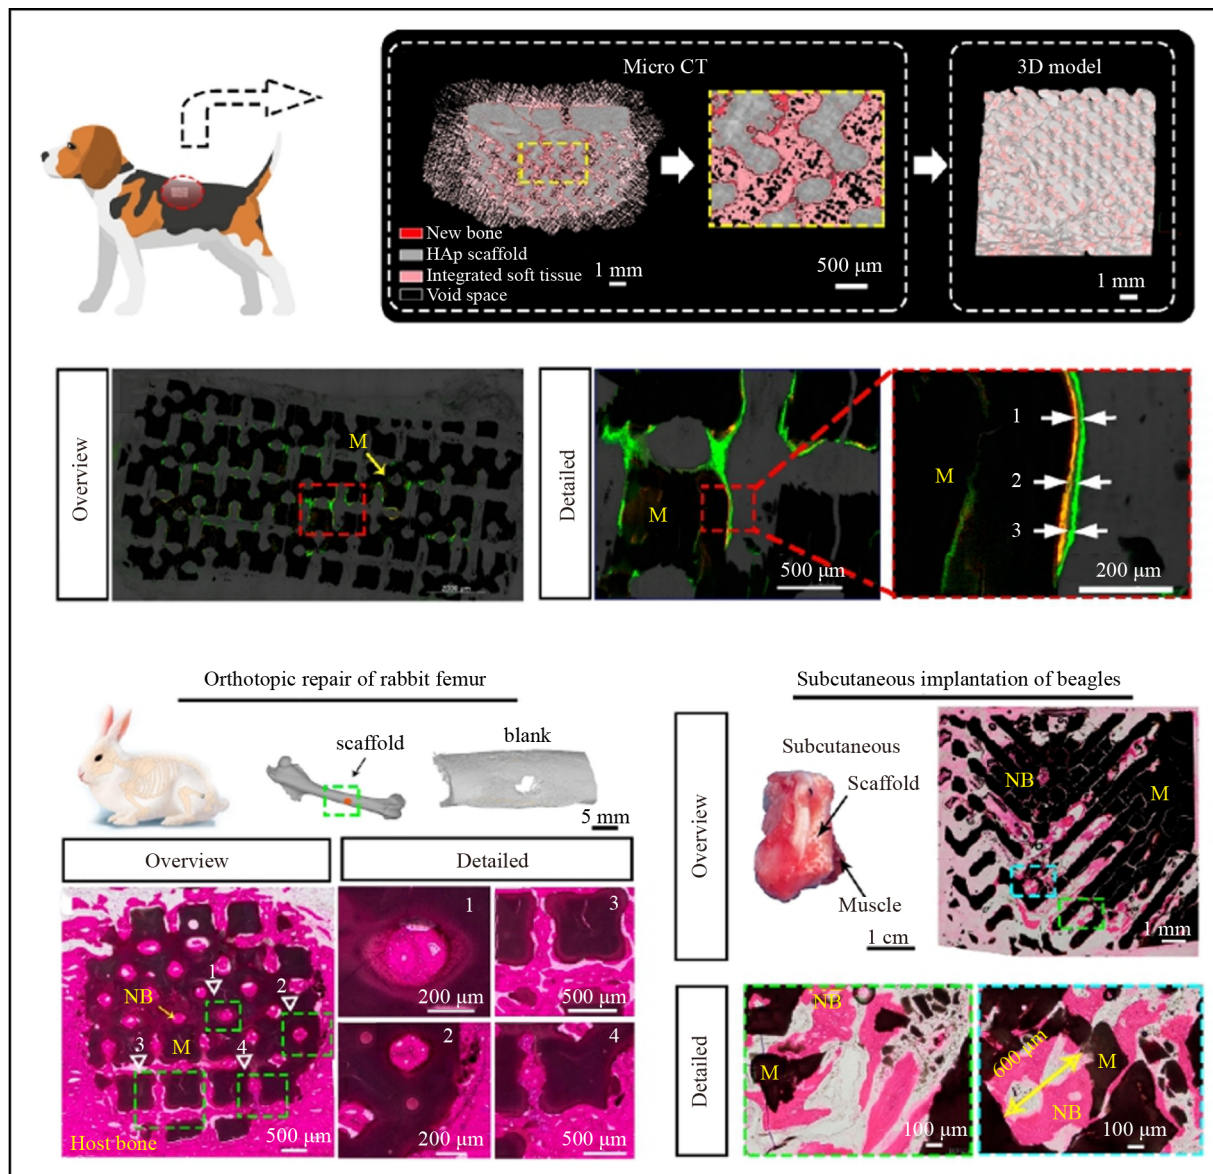 Micro CT
3D model
New bone
HAp scaffold
Integrated soft tissue
Void space
1 mm
500 μm
1 mm
Overview
M
2000 μm
Detailed
M
500 μm
M
1
2
3
200 μm
Orthotopic repair of rabbit femur
scaffold
blank
5 mm
Overview
Detailed
1
2
NB
M
3
4
Host bone
500 μm
1
200 μm
3
500 μm
2
200 μm
4
500 μm
Subcutaneous implantation of beagles
Overview
Subcutaneous
Scaffold
Muscle
1 cm
NB
M
1 mm
Detailed
NB
M
100 μm
600 μm
M
NB
100 μm